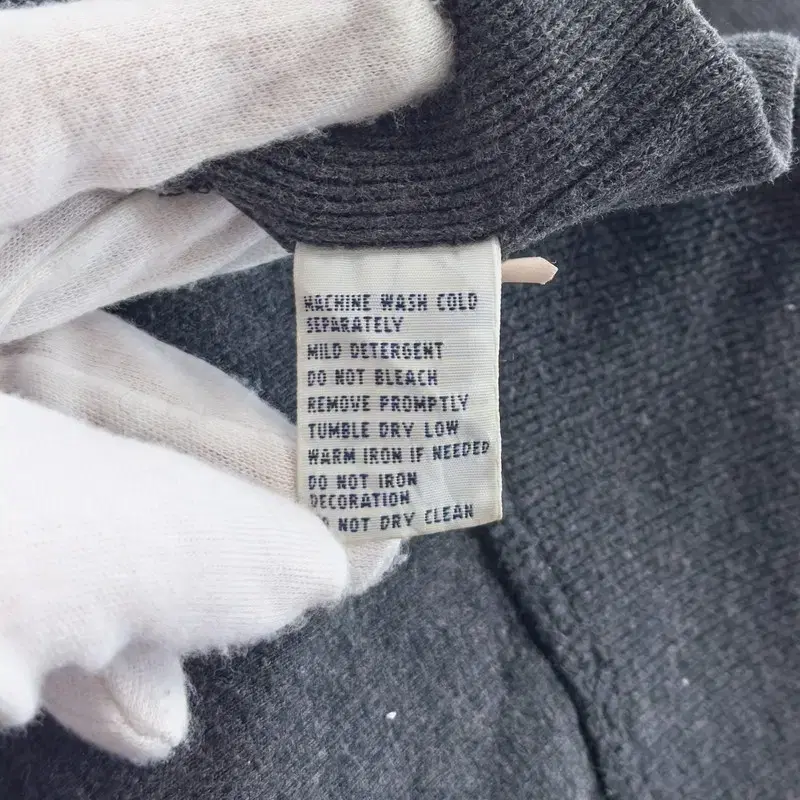 MACHINE WASH COLD
SEPARATELY
MILD DETERGENT
DO NOT BLEACH
REMOVE PROMPTLY
TUMBLE DRY LOW
WARM IRON IF NEEDED
DO NOT IRON
DECORATION
DO NOT DRY CLEAN